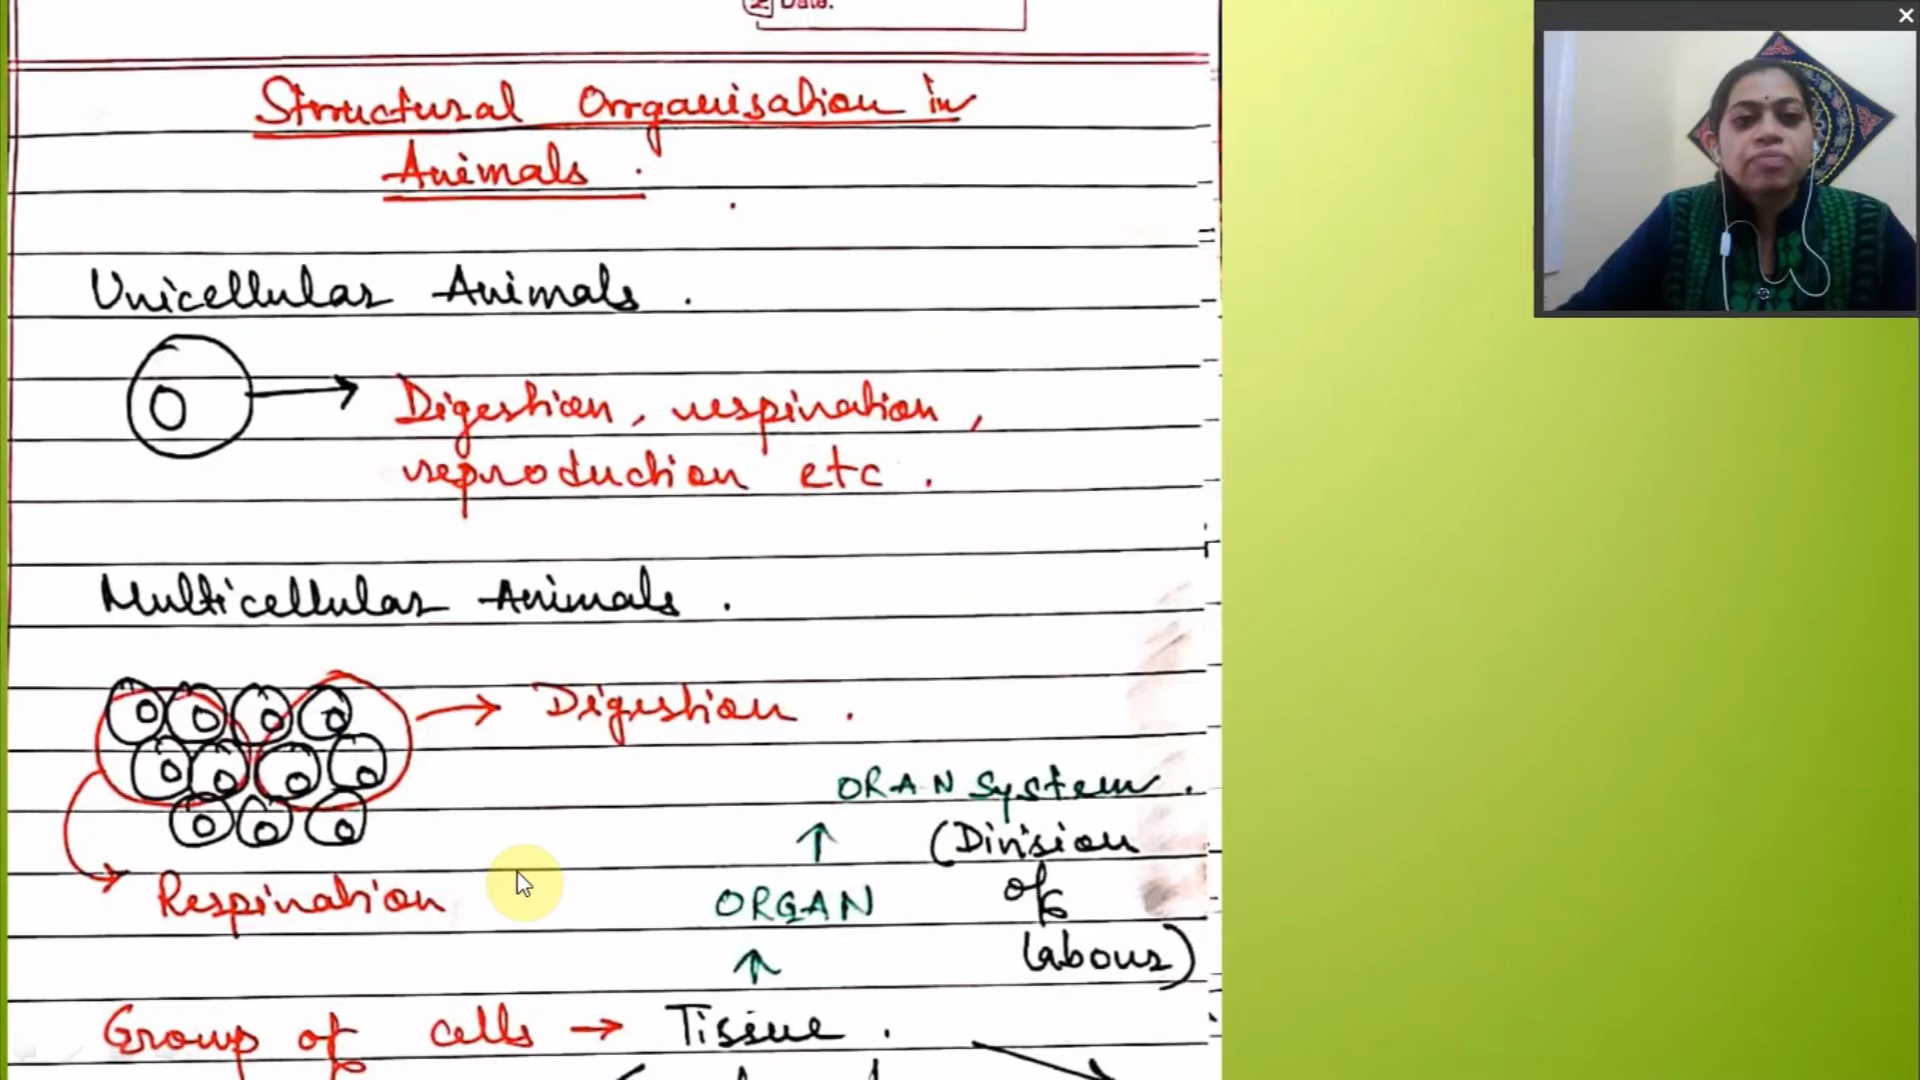 Date:
Structural Organisation in
Animals.
Unicellular Animals.
Digestion, respiration,
reproduction etc.
Multicellular Animals.
Digestion.
ORAN System.
(Division
of
labour)
ORGAN
Respiration
Group of cells → Tissue.